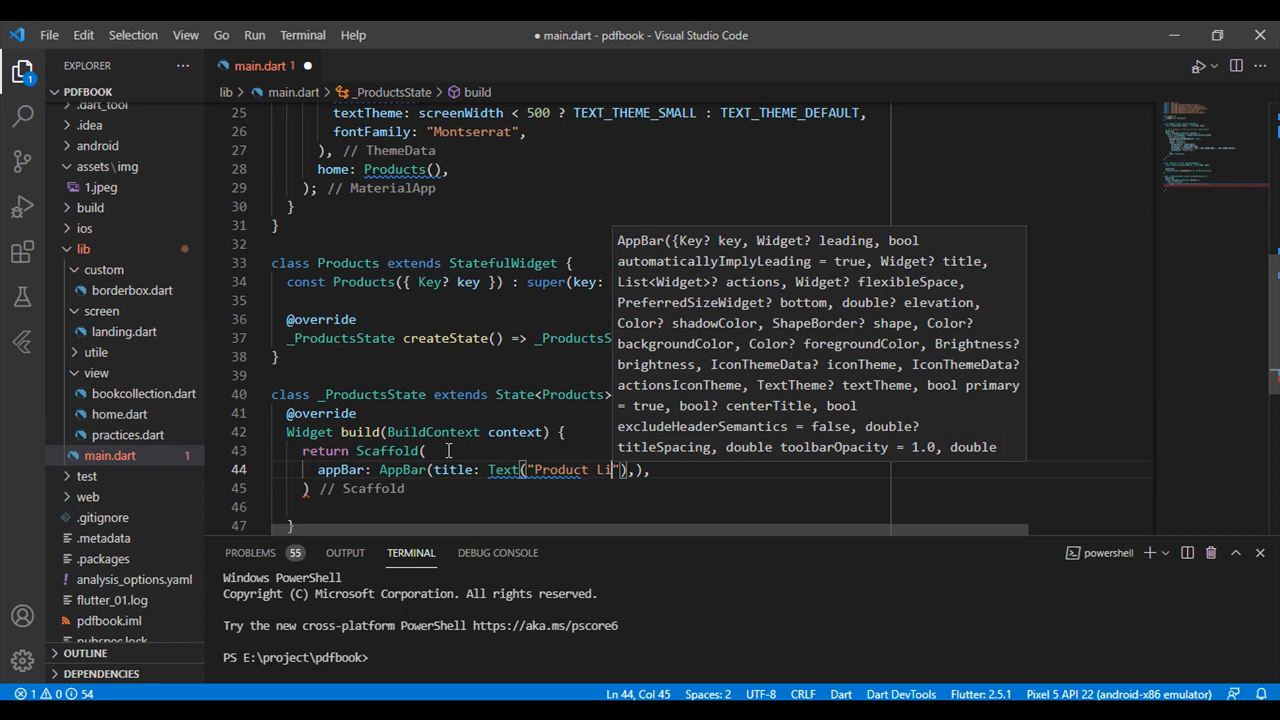 File Edit Selection View Go Run Terminal Help
● main.dart - pdfbook - Visual Studio Code
EXPLORER
main.dart 1
1
PDFBOOK
.dart_tool
.idea
android
assets\img
1.jpeg
build
ios
lib
custom
borderbox.dart
screen
landing.dart
utile
view
bookcollection.dart
home.dart
practices.dart
main.dart 1
test
web
.gitignore
.metadata
.packages
analysis_options.yaml
flutter_01.log
pdfbook.iml
OUTLINE
DEPENDENCIES
lib > main.dart > _ProductsState > build
25 textTheme: screenWidth < 500 ? TEXT_THEME_SMALL : TEXT_THEME_DEFAULT,
26 fontFamily: "Montserrat",
27 ), // ThemeData
28 home: Products(),
29 ); // MaterialApp
30 }
31 }
32
33 class Products extends StatefulWidget {
34 const Products({ Key? key }) : super(key:
35
36 @override
37 _ProductsState createState() => _ProductsS
38 }
39
40 class _ProductsState extends State<Products>
41 @override
42 Widget build(BuildContext context) {
43 return Scaffold(
44 appBar: AppBar(title: Text("Product Li"),),
45 ) // Scaffold
46
47 }
AppBar({Key? key, Widget? leading, bool
automaticallyImplyLeading = true, Widget? title,
List<Widget>? actions, Widget? flexibleSpace,
PreferredSizeWidget? bottom, double? elevation,
Color? shadowColor, ShapeBorder? shape, Color?
backgroundColor, Color? foregroundColor, Brightness?
brightness, IconThemeData? iconTheme, IconThemeData?
actionsIconTheme, TextTheme? textTheme, bool primary
= true, bool? centerTitle, bool
excludeHeaderSemantics = false, double?
titleSpacing, double toolbarOpacity = 1.0, double
PROBLEMS 55 OUTPUT TERMINAL DEBUG CONSOLE
powershell
Windows PowerShell
Copyright (C) Microsoft Corporation. All rights reserved.
Try the new cross-platform PowerShell https://aka.ms/pscore6
PS E:\project\pdfbook>
1 0 54
Ln 44, Col 45 Spaces: 2 UTF-8 CRLF Dart Dart DevTools Flutter: 2.5.1 Pixel 5 API 22 (android-x86 emulator)